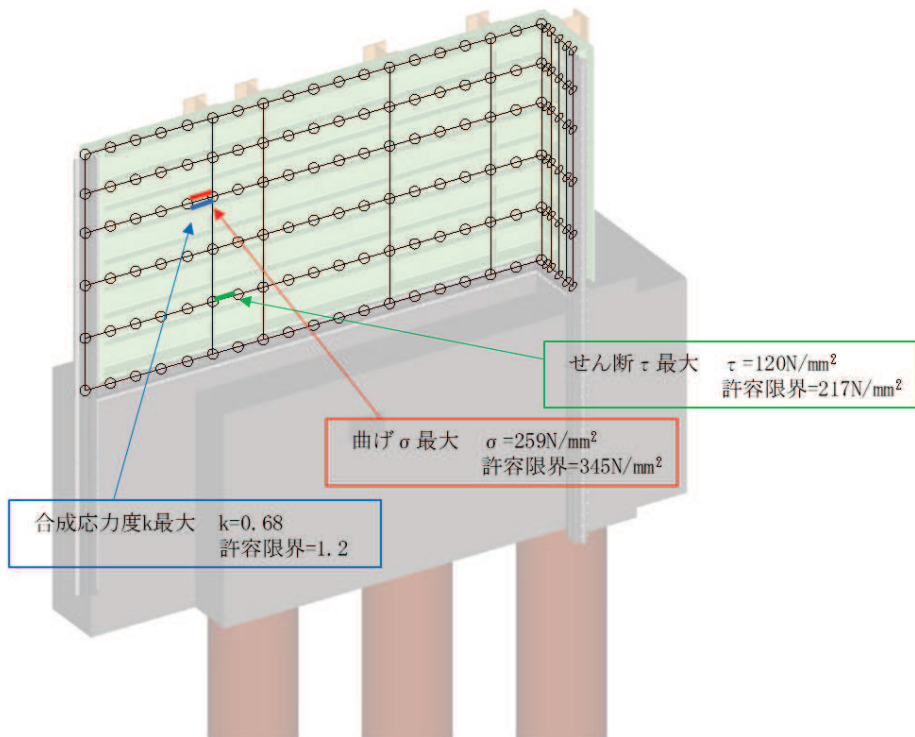 せん断τ最大 τ=120N/mm²
許容限界=217N/mm²
曲げσ最大 σ=259N/mm²
許容限界=345N/mm²
合成応力度k最大 k=0.68
許容限界=1.2